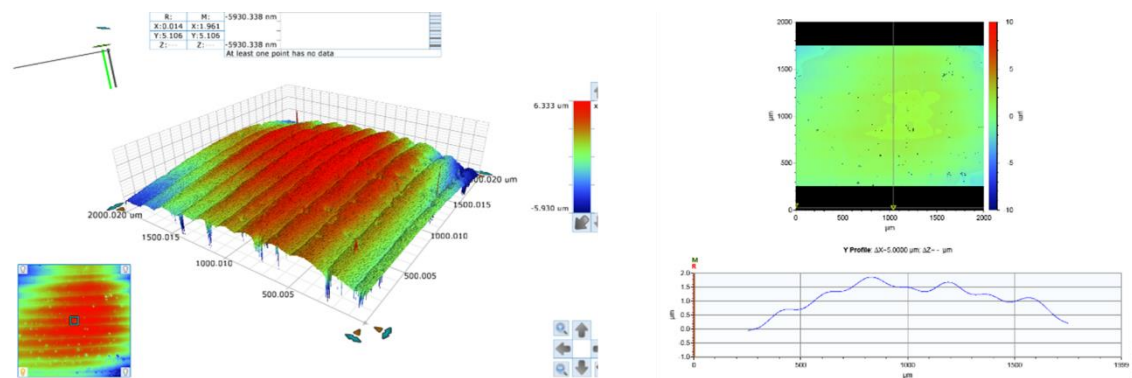 R: M: -5930.338 nm
X:0.014 X:1.961
Y:5.106 Y:5.106
Z: --- Z: --- -5930.338 nm
At least one point has no data
6.333 um x
-5.930 um
2000.020 um
1500.015
1000.010
500.005
500.005
1000.010
1500.015
00.020 um
10
5
0
-5
-10
µm
2000
1500
1000
500
0
µm
0 500 1000 1500 2000
µm
Y Profile: ΔX=5.0000 µm; ΔZ=- - µm
M
R
2.0
1.5
1.0
0.5
0.0
-0.5
-1.0
µm
0 500 1000 1500 1999
µm